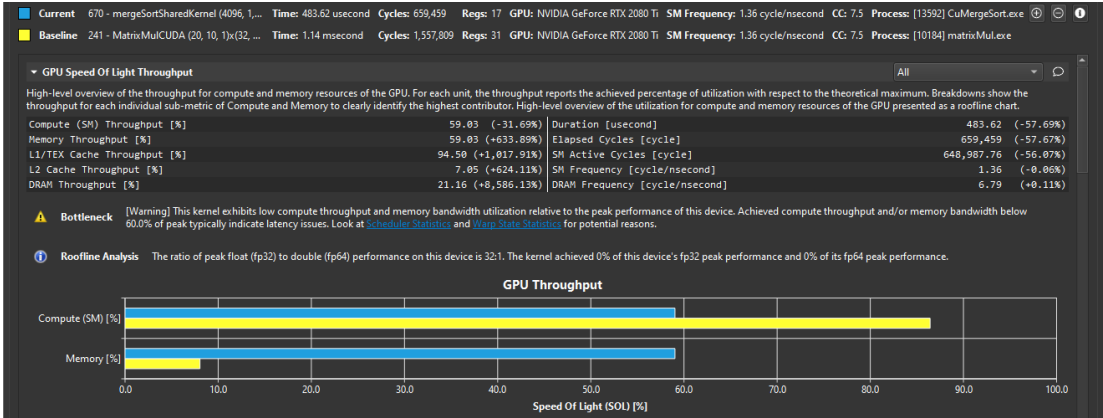 Current 670 - mergeSortSharedKernel (4096, 1,... Time: 483.62 usecond Cycles: 659,459 Regs: 17 GPU: NVIDIA GeForce RTX 2080 Ti SM Frequency: 1.36 cycle/nsecond CC: 7.5 Process: [13592] CuMergeSort.exe
Baseline 241 - MatrixMulCUDA (20, 10, 1)x(32, ... Time: 1.14 msecond Cycles: 1,557,809 Regs: 31 GPU: NVIDIA GeForce RTX 2080 Ti SM Frequency: 1.36 cycle/nsecond CC: 7.5 Process: [10184] matrixMul.exe
GPU Speed Of Light Throughput All
High-level overview of the throughput for compute and memory resources of the GPU. For each unit, the throughput reports the achieved percentage of utilization with respect to the theoretical maximum. Breakdowns show the
throughput for each individual sub-metric of Compute and Memory to clearly identify the highest contributor. High-level overview of the utilization for compute and memory resources of the GPU presented as a roofline chart.
Compute (SM) Throughput [%] 59.03 (-31.69%) Duration [usecond] 483.62 (-57.69%)
Memory Throughput [%] 59.03 (+633.89%) Elapsed Cycles [cycle] 659,459 (-57.67%)
L1/TEX Cache Throughput [%] 94.50 (+1,017.91%) SM Active Cycles [cycle] 648,987.76 (-56.07%)
L2 Cache Throughput [%] 7.05 (+624.11%) SM Frequency [cycle/nsecond] 1.36 (-0.06%)
DRAM Throughput [%] 21.16 (+8,586.13%) DRAM Frequency [cycle/nsecond] 6.79 (+0.11%)
Bottleneck [Warning] This kernel exhibits low compute throughput and memory bandwidth utilization relative to the peak performance of this device. Achieved compute throughput and/or memory bandwidth below
60.0% of peak typically indicate latency issues. Look at Scheduler Statistics and Warp State Statistics for potential reasons.
Roofline Analysis The ratio of peak float (fp32) to double (fp64) performance on this device is 32:1. The kernel achieved 0% of this device's fp32 peak performance and 0% of its fp64 peak performance.
GPU Throughput
Compute (SM) [%]
Memory [%]
0.0 10.0 20.0 30.0 40.0 50.0 60.0 70.0 80.0 90.0 100.0
Speed Of Light (SOL) [%]